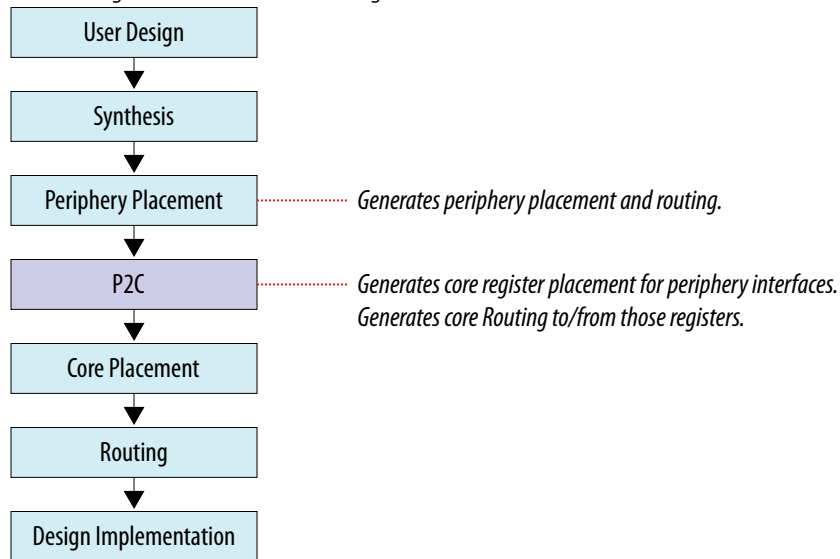 User Design
Synthesis
Periphery Placement
Generates periphery placement and routing.
P2C
Generates core register placement for periphery interfaces.
Generates core Routing to/from those registers.
Core Placement
Routing
Design Implementation